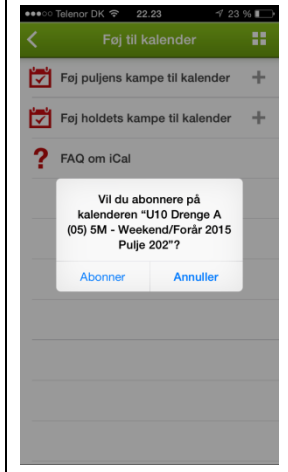 Telenor DK 22.23 23 %
Føj til kalender
Føj puljens kampe til kalender
Føj holdets kampe til kalender
? FAQ om iCal
Vil du abonnere på
kalenderen "U10 Drenge A
(05) 5M - Weekend/Forår 2015
Pulje 202"?
Abonner Annuller